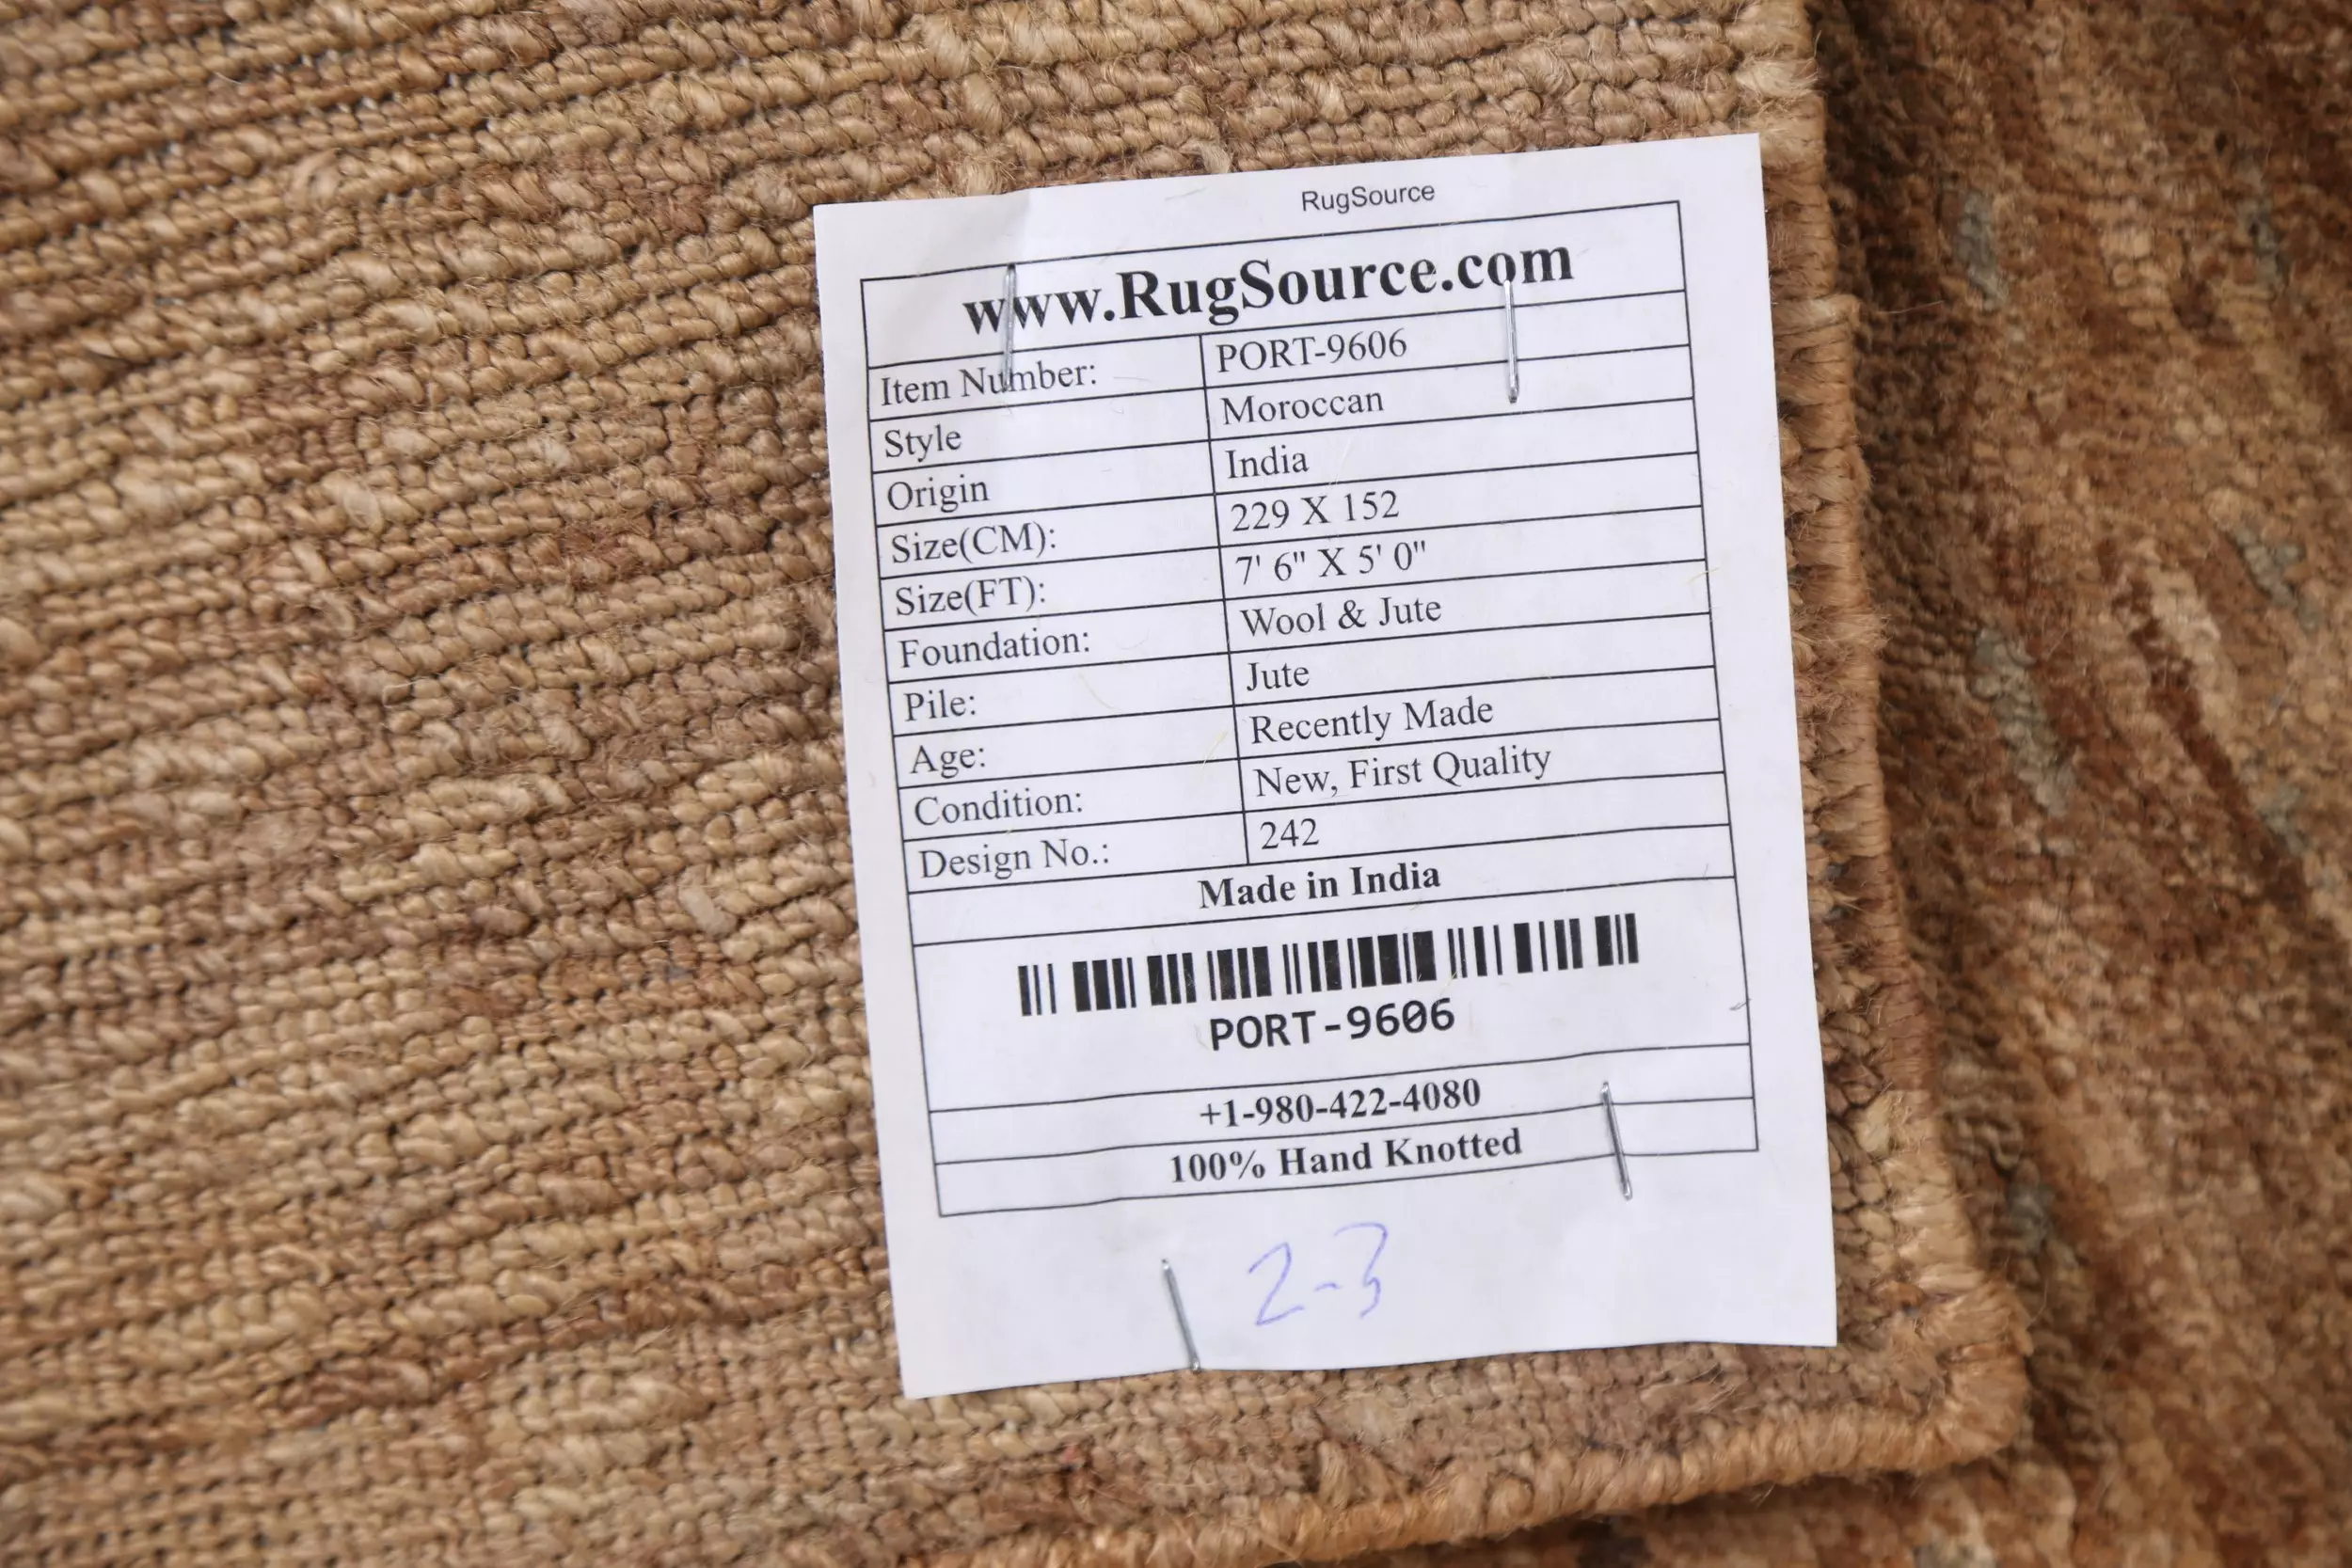 RugSource
www.RugSource.com
Item Number: PORT-9606
Style Moroccan
Origin India
Size(CM): 229 X 152
Size(FT): 7' 6" X 5' 0"
Foundation: Wool & Jute
Pile: Jute
Age: Recently Made
Condition: New, First Quality
Design No.: 242
Made in India
PORT-9606
+1-980-422-4080
100% Hand Knotted
2-3